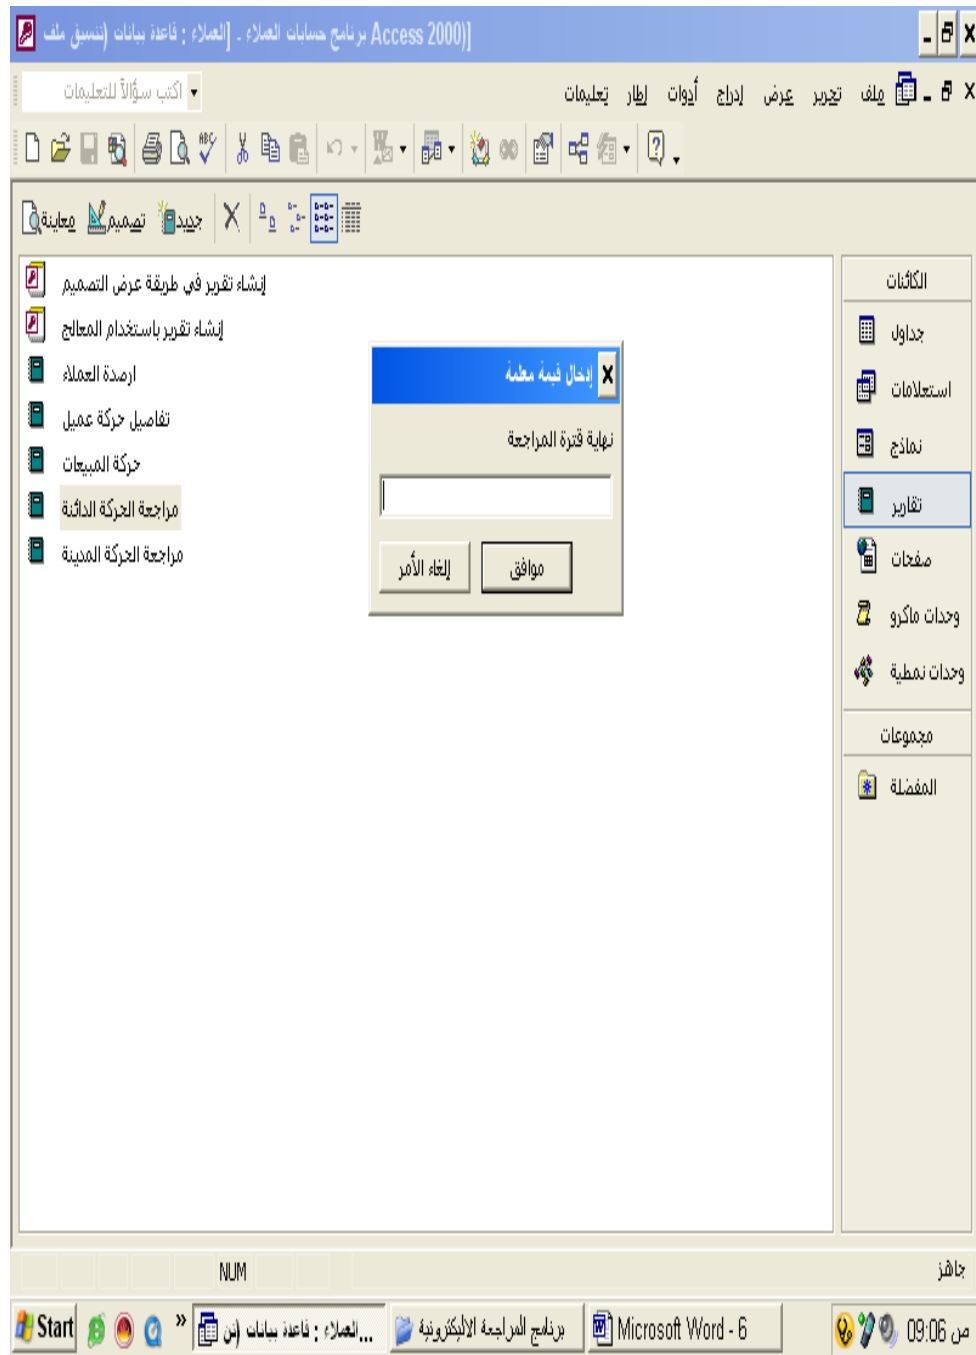 برنامج حسابات العملاء - [العملاء : قاعدة بيانات (تنسيق ملف Access 2000)]
ملف تحرير عرض إدراج أدوات إطار تعليمات
اكتب سؤالاً للتعليمات
معاينة تصميم جديد
إنشاء تقرير في طريقة عرض التصميم
إنشاء تقرير باستخدام المعالج
ارصدة العملاء
تفاصيل حركة عميل
حركة المبيعات
مراجعة الحركة الدائنة
مراجعة الحركة المدينة
إدخال قيمة معلمة
نهاية قترة المراجعة
موافق
إلغاء الأمر
الكائنات
جداول
استعلامات
نماذج
تقارير
صفحات
وحدات ماكرو
وحدات نمطية
مجموعات
المفضلة
NUM
جاهز
Start
العملاء : قاعدة بيانات (تن...
برنامج المراجعة الاليكترونية
Microsoft Word - 6
09:06 ص